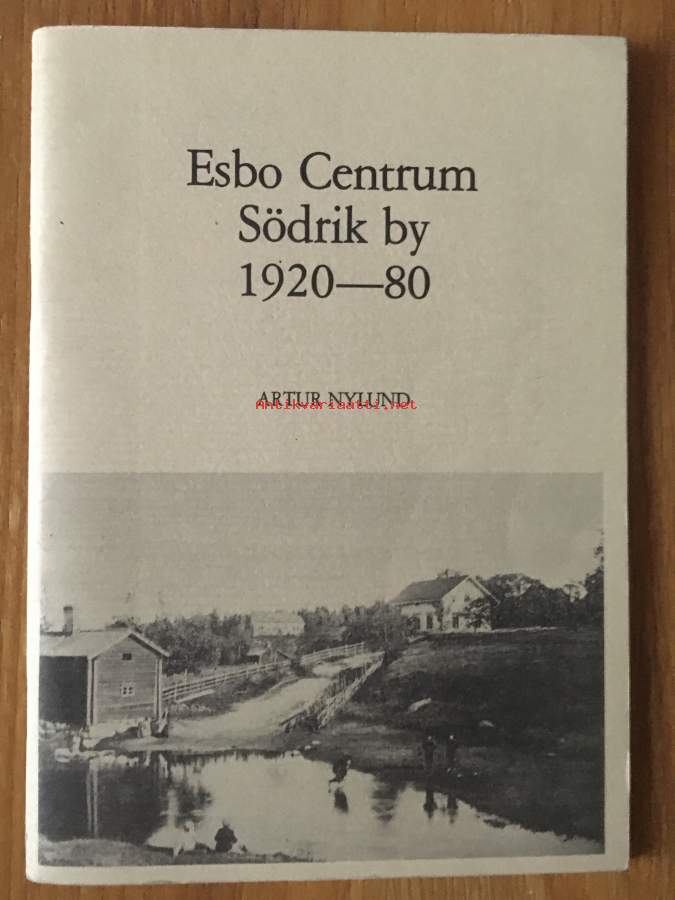 Esbo Centrum
Södrik by
1920—80
ARTUR NYLUND
Antikvariaatti.net